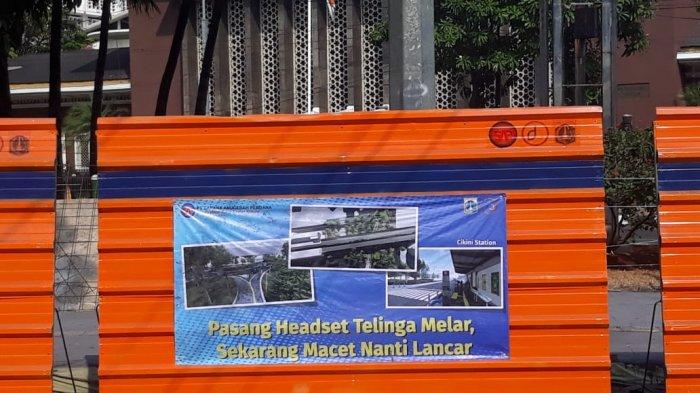 Cikini Station
Pasang Headset Telinga Melar,
Sekarang Macet Nanti Lancar